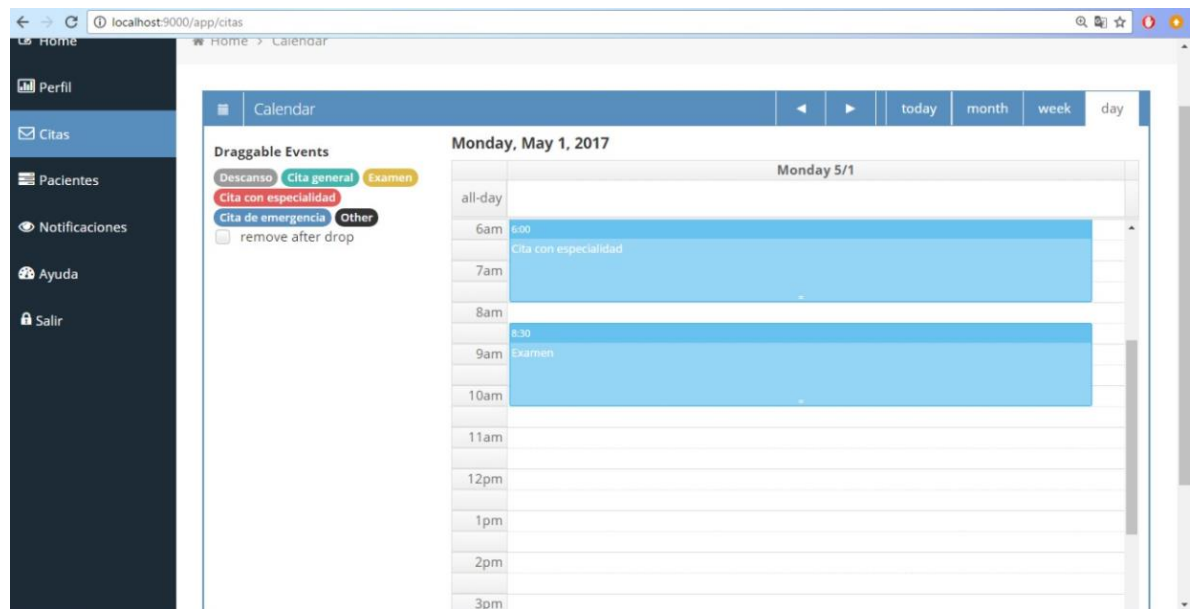 localhost:9000/app/citas
Home
Home > Calendar
Perfil
Citas
Pacientes
Notificaciones
Ayuda
Salir
Calendar
today month week day
Draggable Events
Descanso Cita general Examen
Cita con especialidad
Cita de emergencia Other
remove after drop
Monday, May 1, 2017
Monday 5/1
all-day
6am 6:00
Cita con especialidad
7am
8am
8:30
9am Examen
10am
11am
12pm
1pm
2pm
3pm